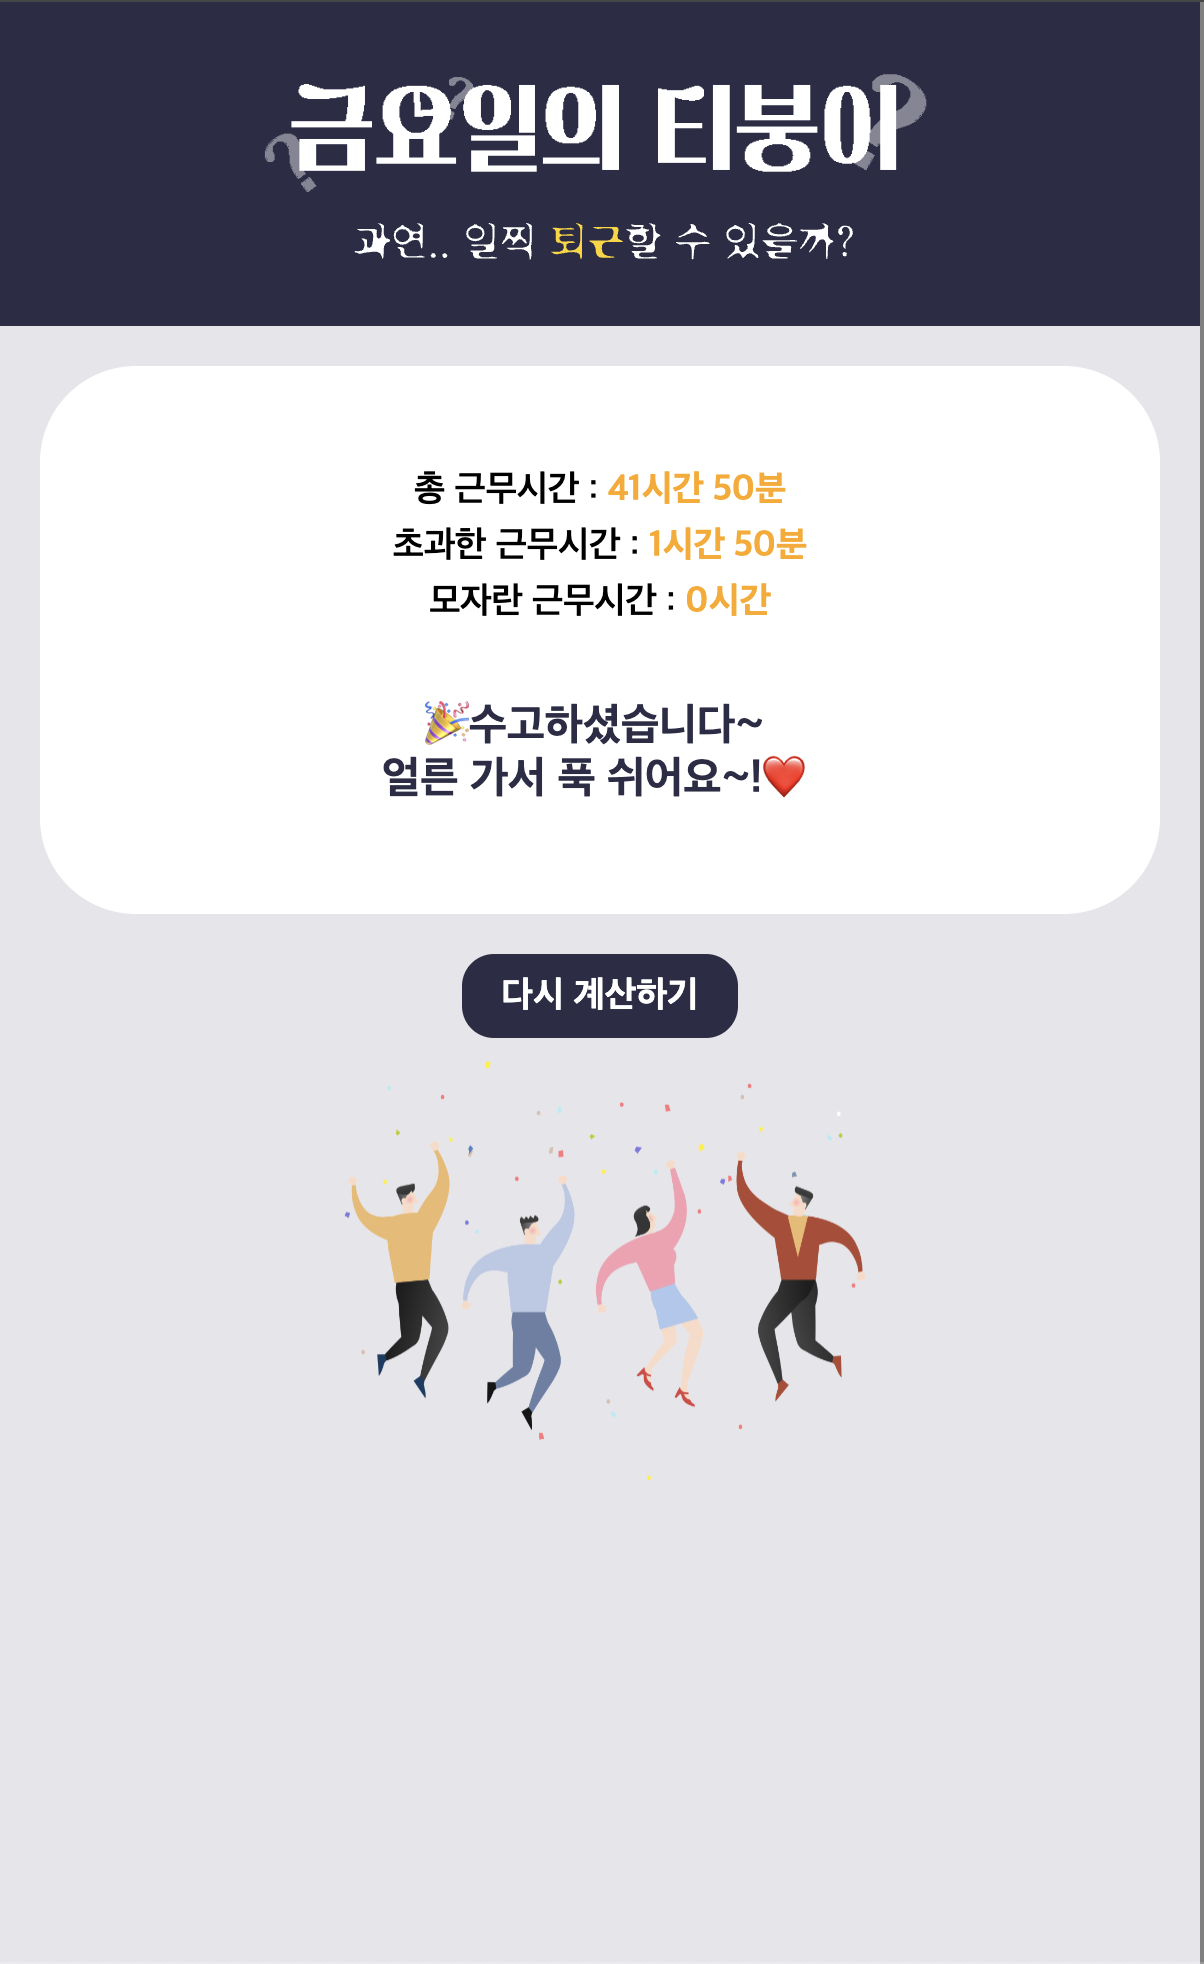 금요일의 티붕이
과연.. 일찍 퇴근할 수 있을까?
총 근무시간 : 41시간 50분
초과한 근무시간 : 1시간 50분
모자란 근무시간 : 0시간
🎉수고하셨습니다~
얼른 가서 푹 쉬어요~!❤️
다시 계산하기